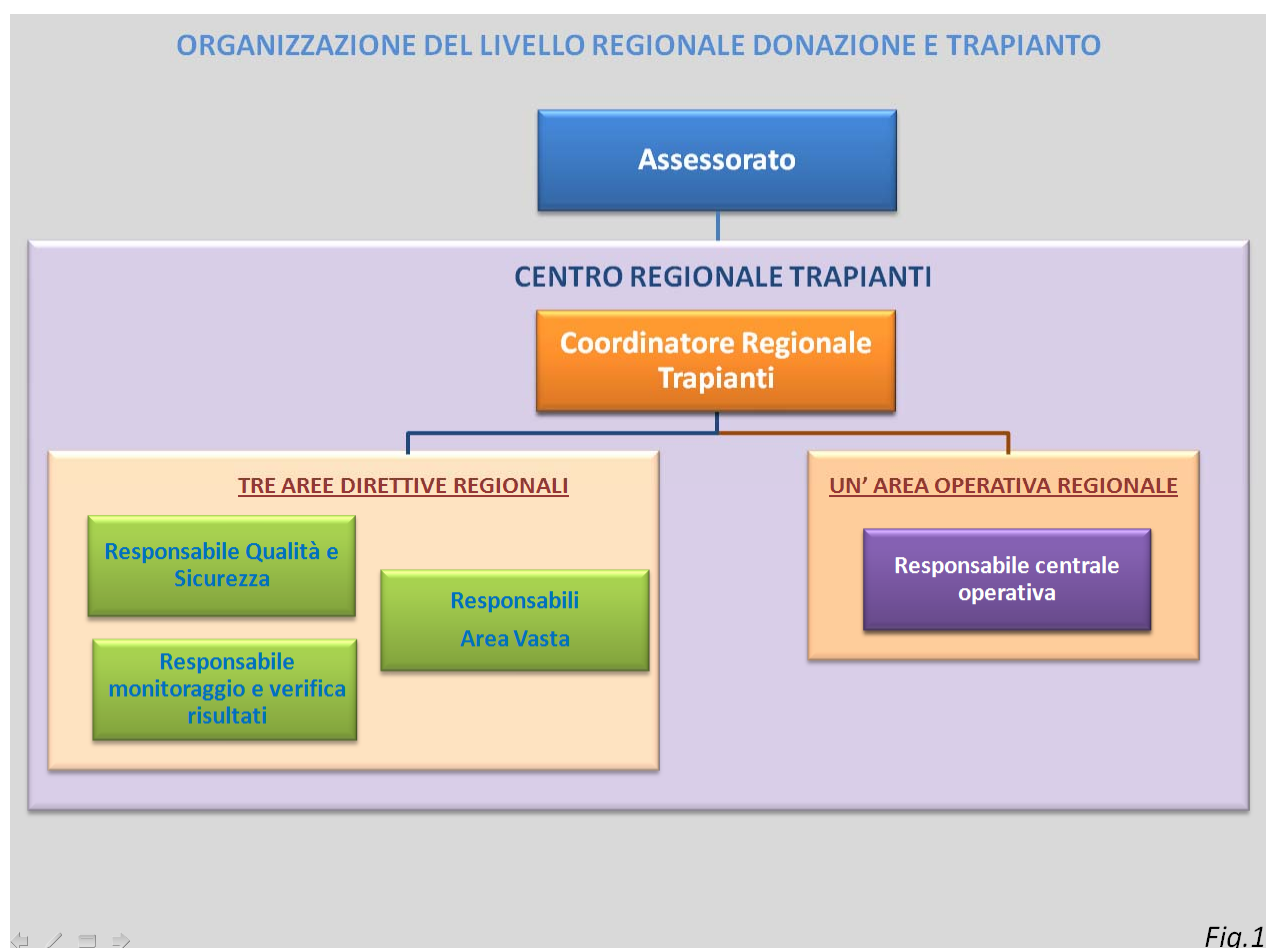 ORGANIZZAZIONE DEL LIVELLO REGIONALE DONAZIONE E TRAPIANTO
Assessorato
CENTRO REGIONALE TRAPIANTI
Coordinatore Regionale
Trapianti
TRE AREE DIRETTIVE REGIONALI
Responsabile Qualità e
Sicurezza
Responsabili
Area Vasta
Responsabile
monitoraggio e verifica
risultati
UN' AREA OPERATIVA REGIONALE
Responsabile centrale
operativa
Fig.1